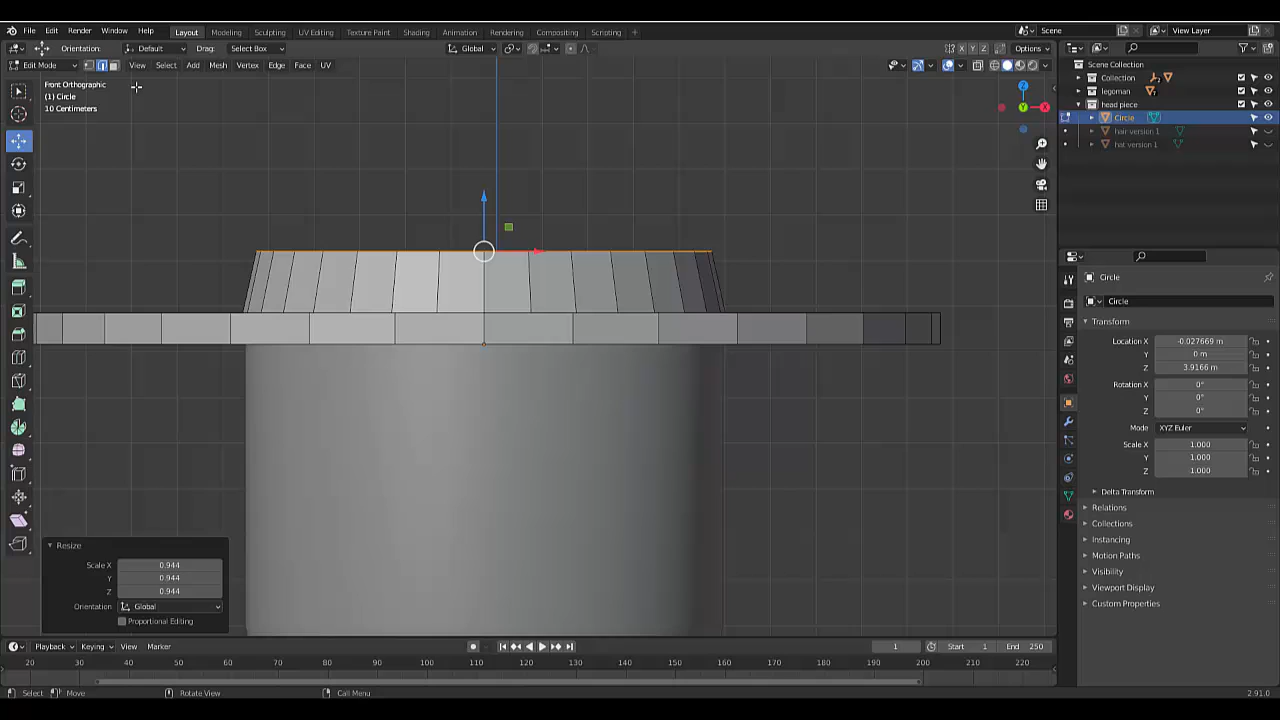 File Edit Render Window Help Layout Modeling Sculpting UV Editing Texture Paint Shading Animation Rendering Compositing Scripting + Scene View Layer
Orientation: Default Drag: Select Box Global X Y Z Options
Edit Mode View Select Add Mesh Vertex Edge Face UV
Front Orthographic
(1) Circle
10 Centimeters
Z
Y X
Scene Collection
Collection
legoman
head piece
Circle
hair version 1
hat version 1
Circle
Circle
Transform
Location X -0.027669 m
Y 0 m
Z 3.9166 m
Rotation X 0°
Y 0°
Z 0°
Mode XYZ Euler
Scale X 1.000
Y 1.000
Z 1.000
Delta Transform
Relations
Collections
Instancing
Motion Paths
Visibility
Viewport Display
Custom Properties
Resize
Scale X 0.944
Y 0.944
Z 0.944
Orientation Global
Proportional Editing
Playback Keying View Marker 1 Start 1 End 250
20 30 40 50 60 70 80 90 100 110 120 130 140 150 160 170 180 190 200 210 220
Select Move Rotate View Call Menu 2.91.0